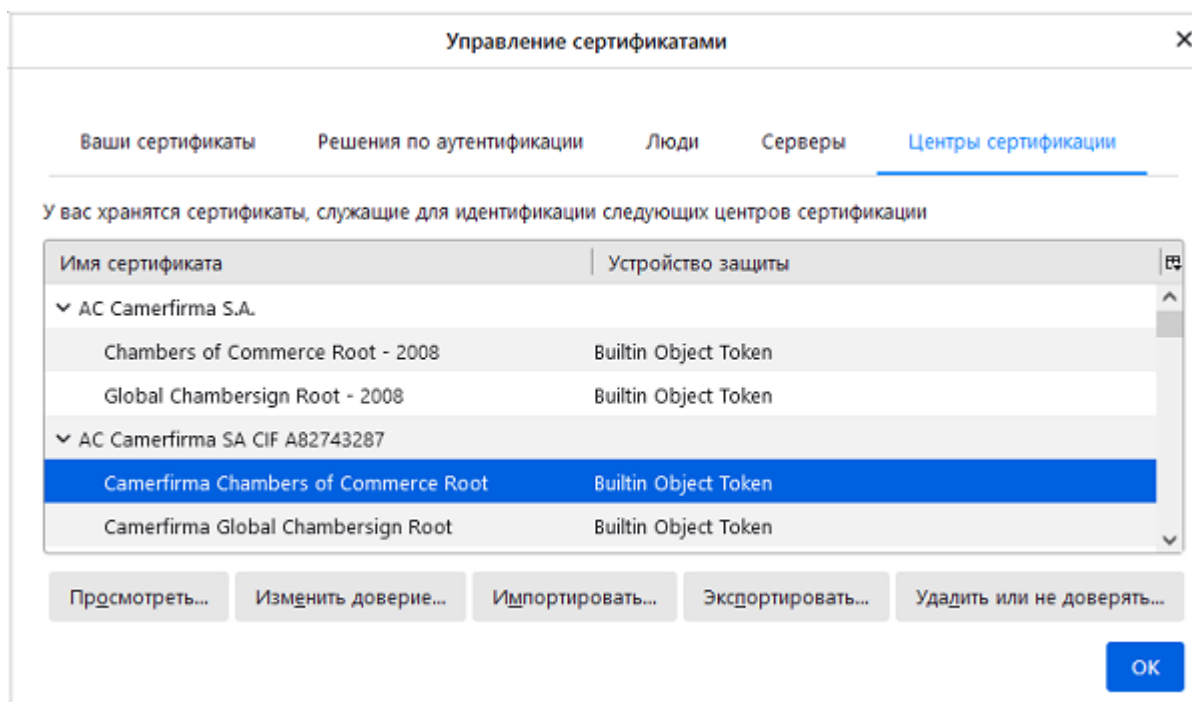 Управление сертификатами
Ваши сертификаты Решения по аутентификации Люди Серверы Центры сертификации
У вас хранятся сертификаты, служащие для идентификации следующих центров сертификации
Имя сертификата Устройство защиты
AC Camerfirma S.A.
Chambers of Commerce Root - 2008 Builtin Object Token
Global Chambersign Root - 2008 Builtin Object Token
AC Camerfirma SA CIF A82743287
Camerfirma Chambers of Commerce Root Builtin Object Token
Camerfirma Global Chambersign Root Builtin Object Token
Просмотреть... Изменить доверие... Импортировать... Экспортировать... Удалить или не доверять...
ОК